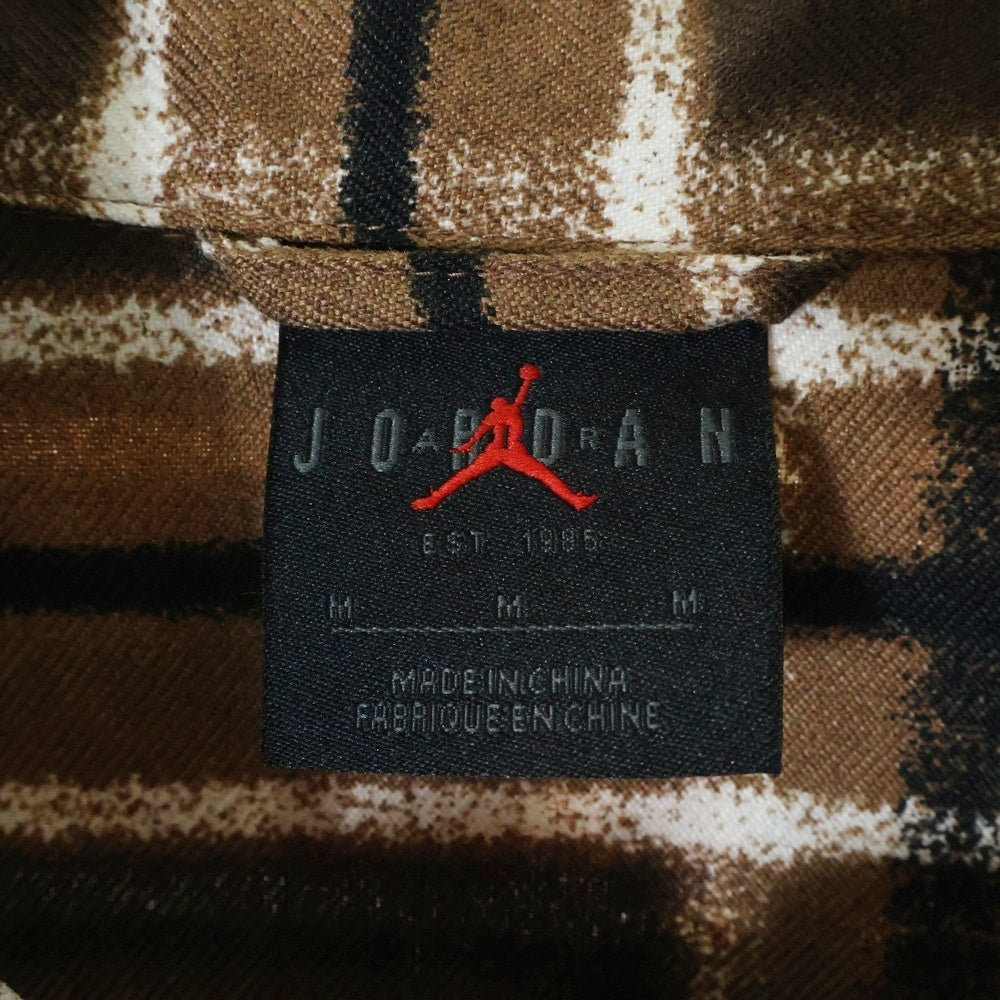 JORDAN
AIR
EST 1985
M M M
MADE IN CHINA
FABRIQUE EN CHINE